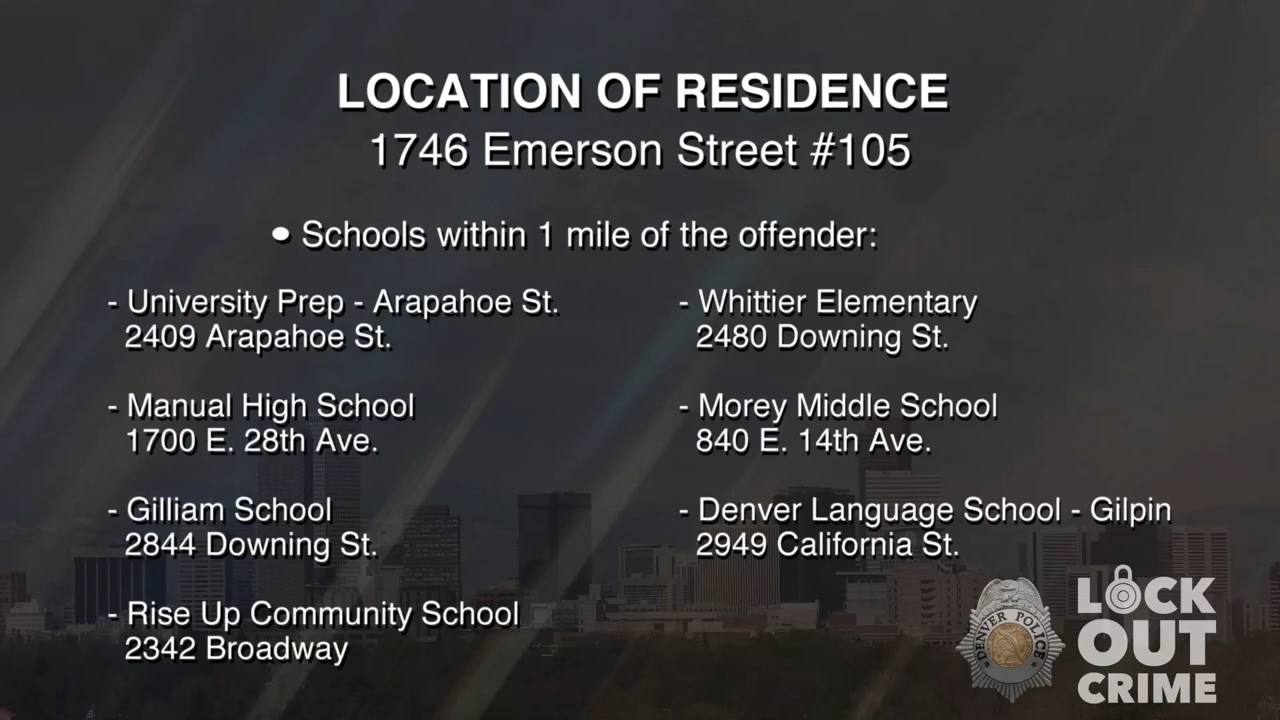 LOCATION OF RESIDENCE
1746 Emerson Street #105
• Schools within 1 mile of the offender:
- University Prep - Arapahoe St.
2409 Arapahoe St.
- Manual High School
1700 E. 28th Ave.
- Gilliam School
2844 Downing St.
- Rise Up Community School
2342 Broadway
- Whittier Elementary
2480 Downing St.
- Morey Middle School
840 E. 14th Ave.
- Denver Language School - Gilpin
2949 California St.
DENVER POLICE
LOCK
OUT
CRIME